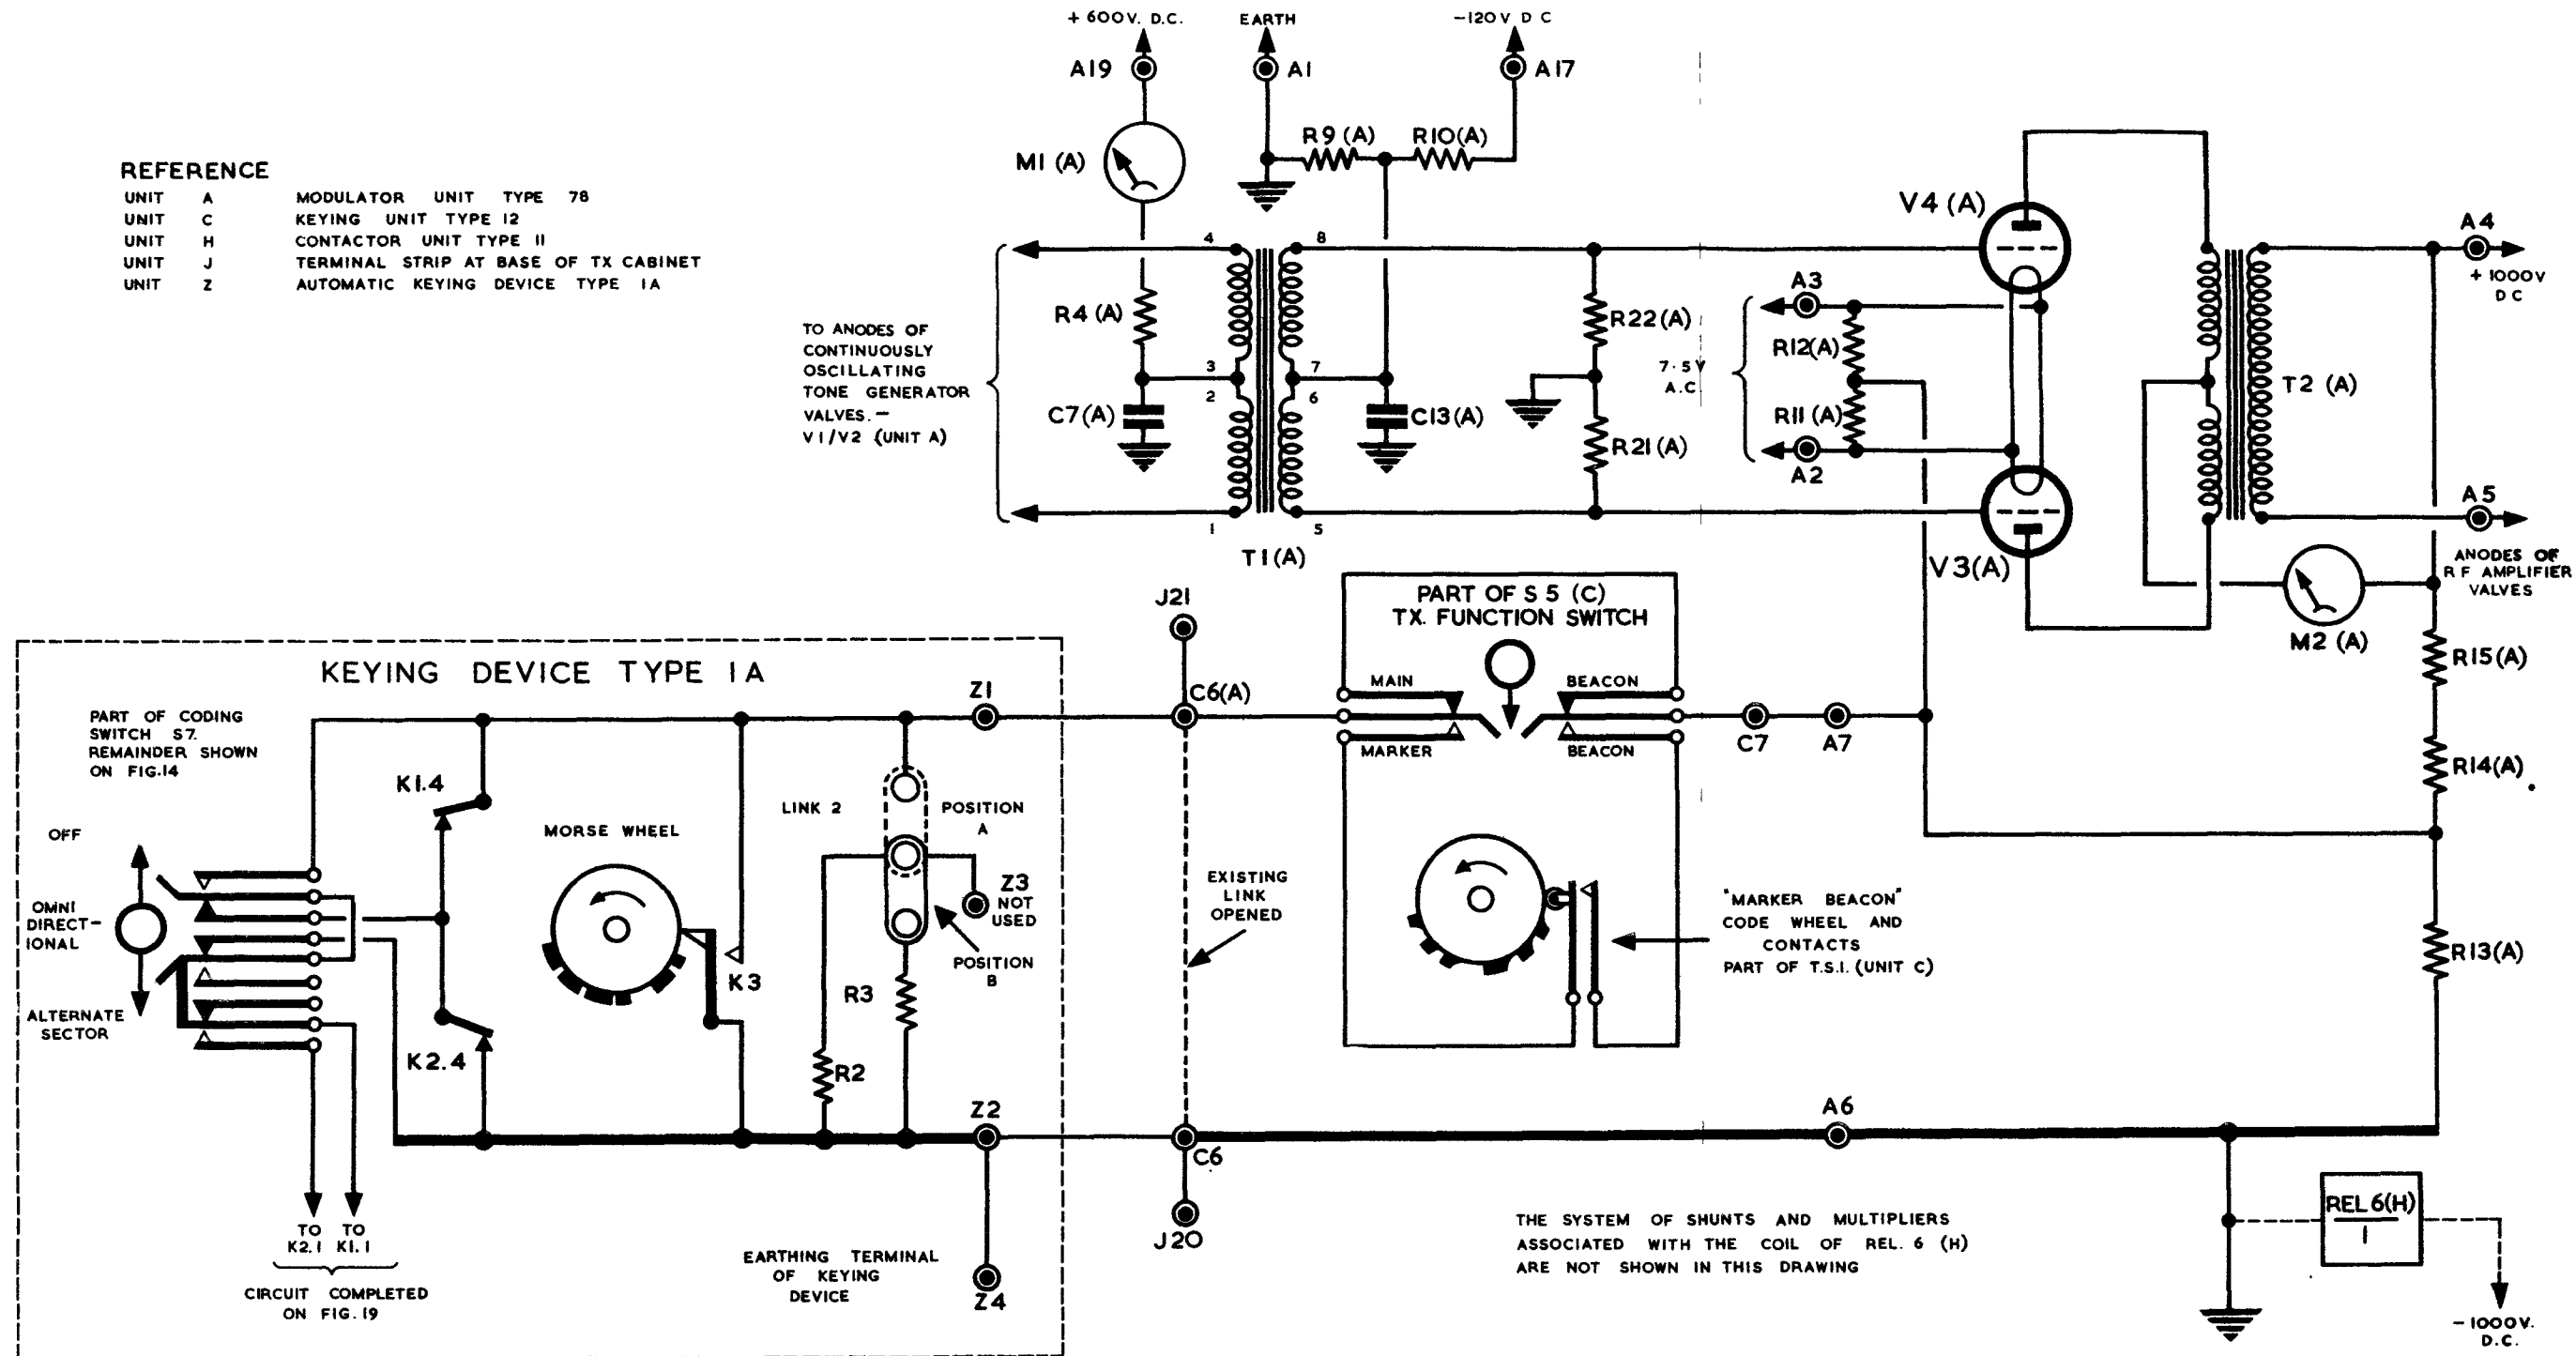 + 600V. D.C.
EARTH
-120V D C
A19
A1
A17
R9 (A)
R10(A)
M1 (A)
REFERENCE
UNIT A MODULATOR UNIT TYPE 78
UNIT C KEYING UNIT TYPE 12
UNIT H CONTACTOR UNIT TYPE 11
UNIT J TERMINAL STRIP AT BASE OF TX CABINET
UNIT Z AUTOMATIC KEYING DEVICE TYPE 1A
V4 (A)
A4
+ 1000V
D C
4
8
R4 (A)
TO ANODES OF
CONTINUOUSLY
OSCILLATING
TONE GENERATOR
VALVES. –
V1/V2 (UNIT A)
3
2
7
6
C7(A)
C13(A)
1
5
T1(A)
R22(A)
R21(A)
A3
7·5V
A.C.
R12(A)
R11(A)
A2
T2 (A)
V3(A)
A5
ANODES OF
R F AMPLIFIER
VALVES
M2 (A)
R15(A)
R14(A)
R13(A)
KEYING DEVICE TYPE 1A
PART OF CODING
SWITCH S7.
REMAINDER SHOWN
ON FIG.14
K1.4
OFF
OMNI
DIRECT-
IONAL
ALTERNATE
SECTOR
MORSE WHEEL
K3
K2.4
LINK 2
POSITION
A
Z3
NOT
USED
POSITION
B
R3
R2
Z1
Z2
Z4
TO
K2.1
TO
K1.1
CIRCUIT COMPLETED
ON FIG.19
EARTHING TERMINAL
OF KEYING
DEVICE
J21
C6(A)
EXISTING
LINK
OPENED
C6
J20
PART OF S 5 (C)
TX. FUNCTION SWITCH
MAIN
BEACON
MARKER
BEACON
C7
A7
"MARKER BEACON"
CODE WHEEL AND
CONTACTS
PART OF T.S.1. (UNIT C)
A6
THE SYSTEM OF SHUNTS AND MULTIPLIERS
ASSOCIATED WITH THE COIL OF REL. 6 (H)
ARE NOT SHOWN IN THIS DRAWING
REL 6(H)
1
- 1000V.
D.C.